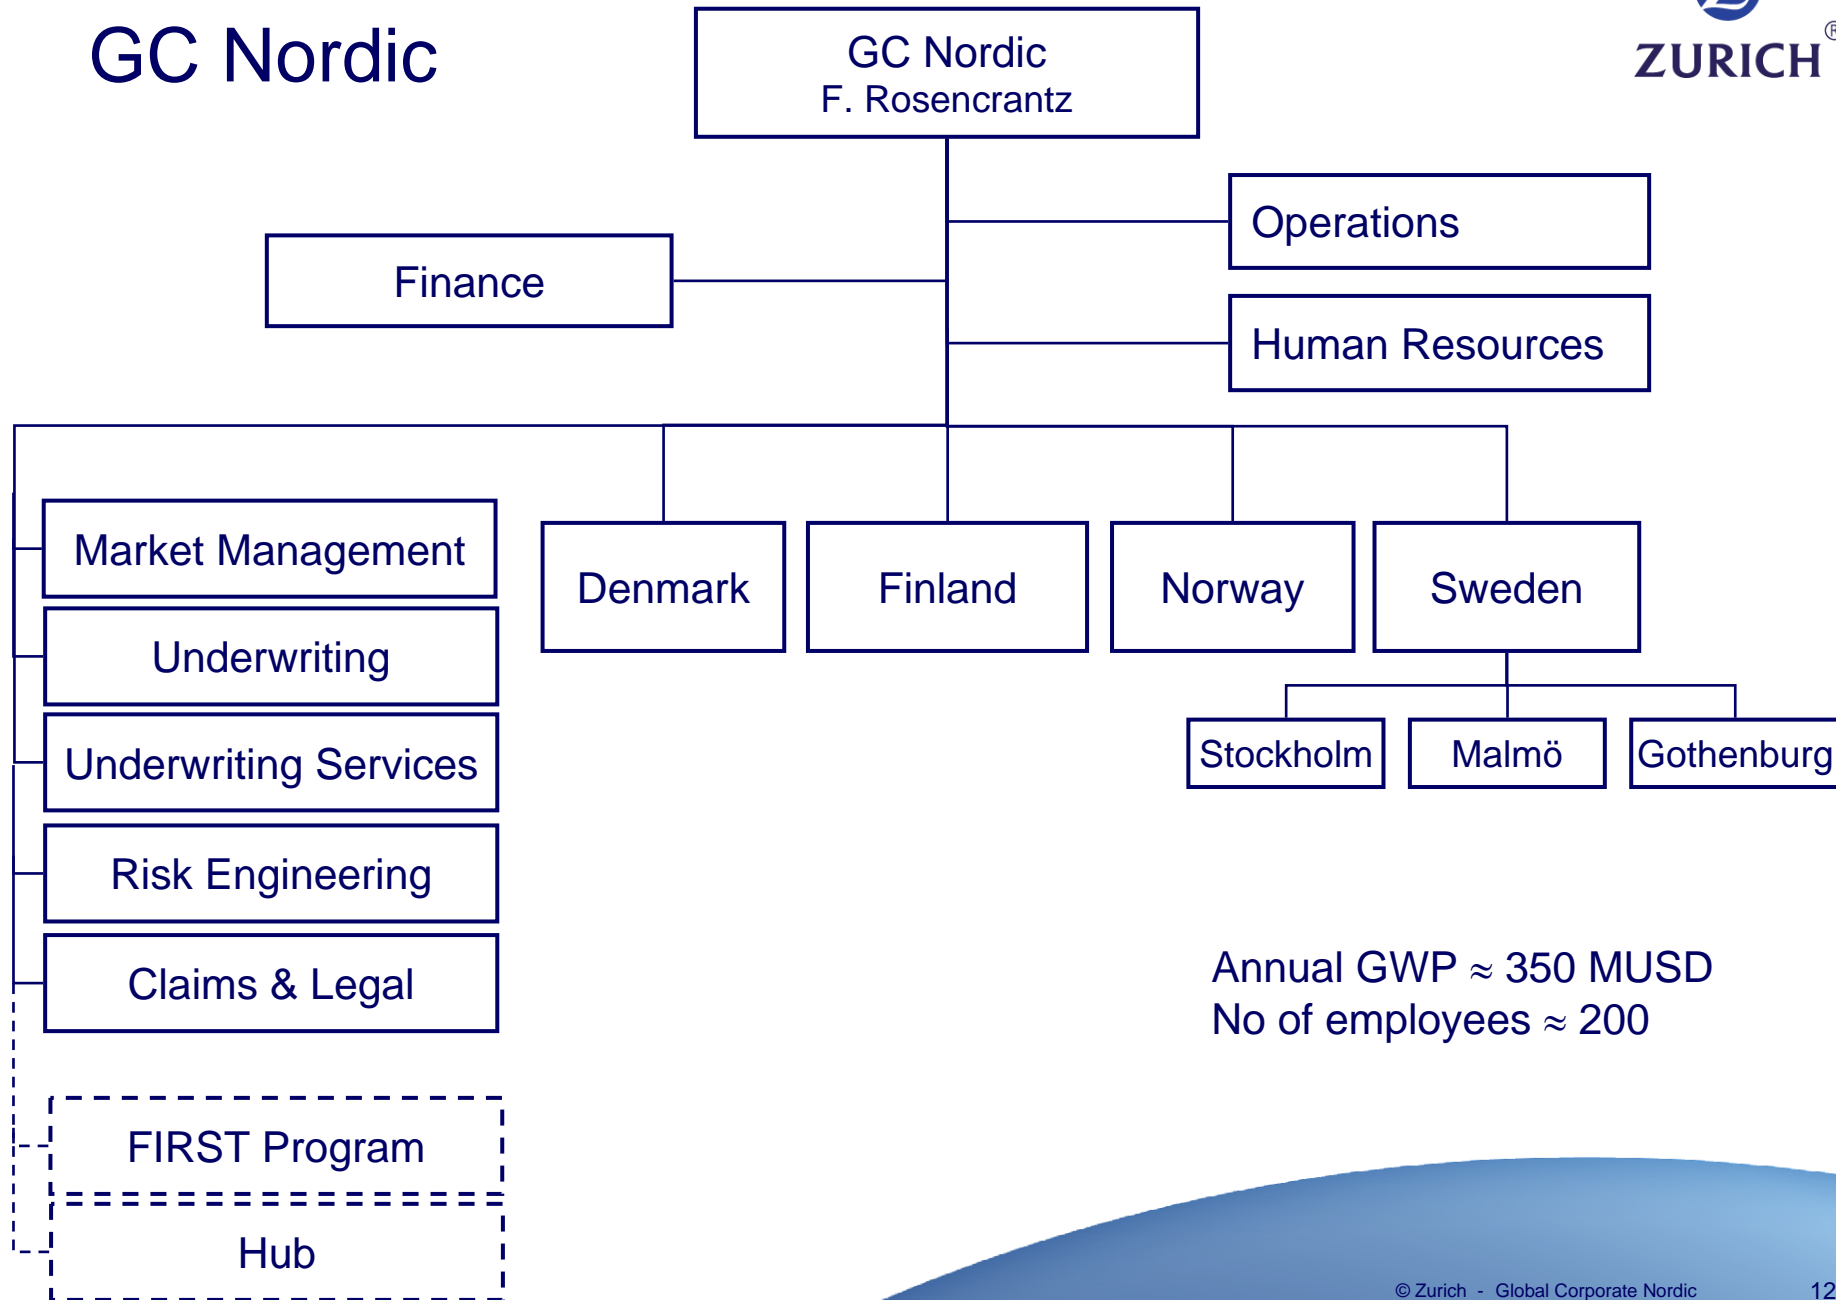 GC Nordic
GC Nordic
F. Rosencrantz
ZURICH®
Operations
Finance
Human Resources
Market Management
Underwriting
Underwriting Services
Risk Engineering
Claims & Legal
FIRST Program
Hub
Denmark
Finland
Norway
Sweden
Stockholm
Malmö
Gothenburg
Annual GWP ≈ 350 MUSD
No of employees ≈ 200
© Zurich - Global Corporate Nordic
12